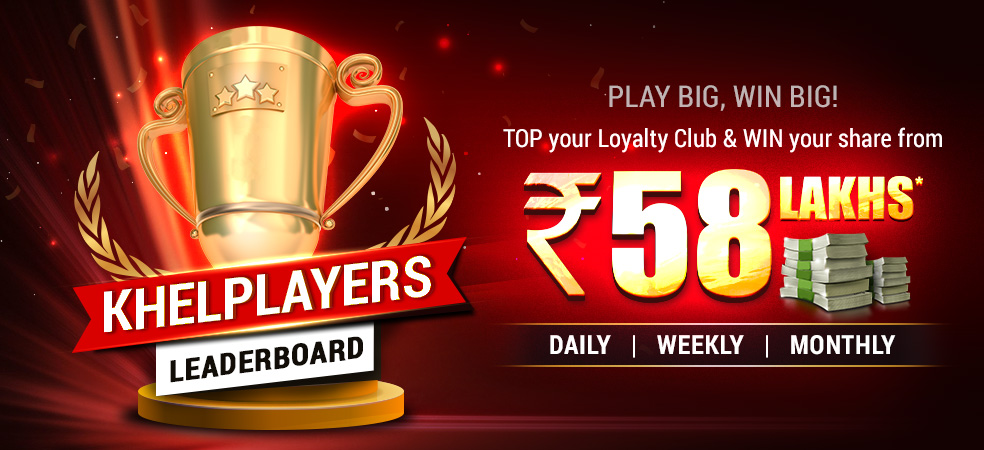 KHELPLAYERS
LEADERBOARD
PLAY BIG, WIN BIG!
TOP your Loyalty Club & WIN your share from
₹58 LAKHS*
DAILY | WEEKLY | MONTHLY